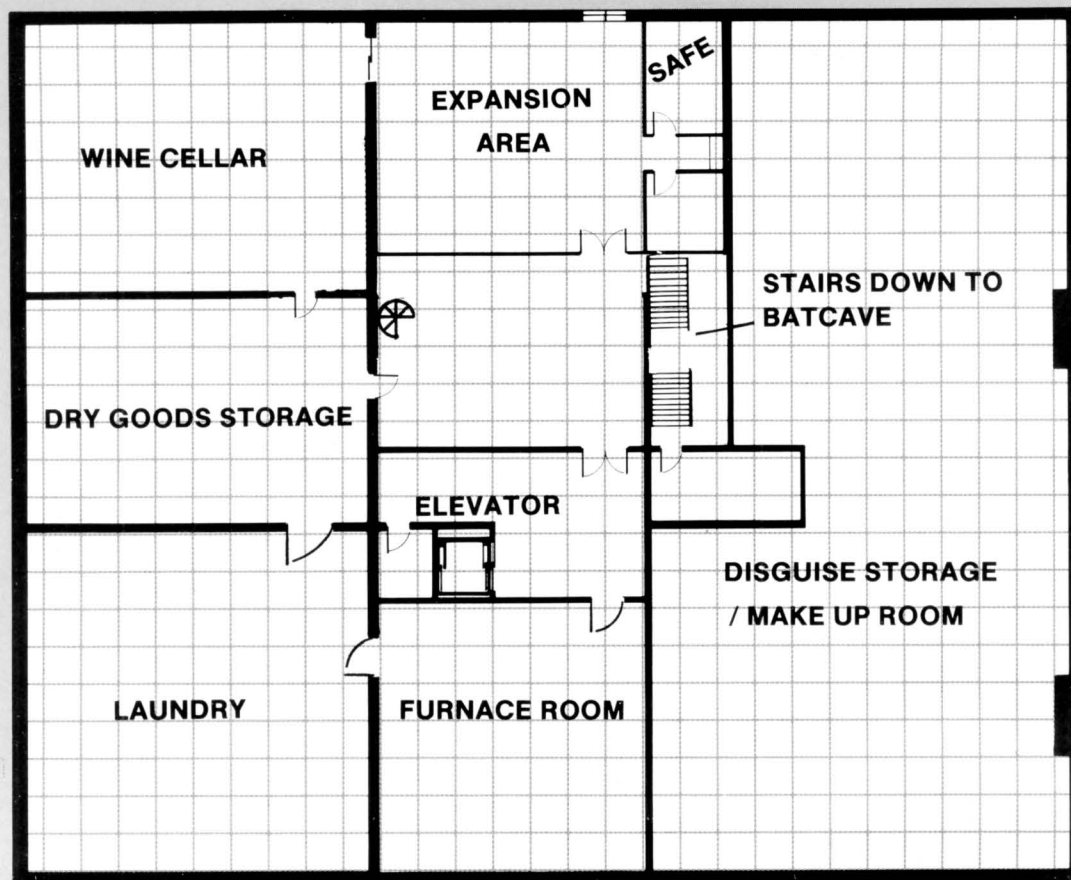 SAFE
EXPANSION
AREA
WINE CELLAR
STAIRS DOWN TO
BATCAVE
DRY GOODS STORAGE
ELEVATOR
DISGUISE STORAGE
/ MAKE UP ROOM
LAUNDRY
FURNACE ROOM